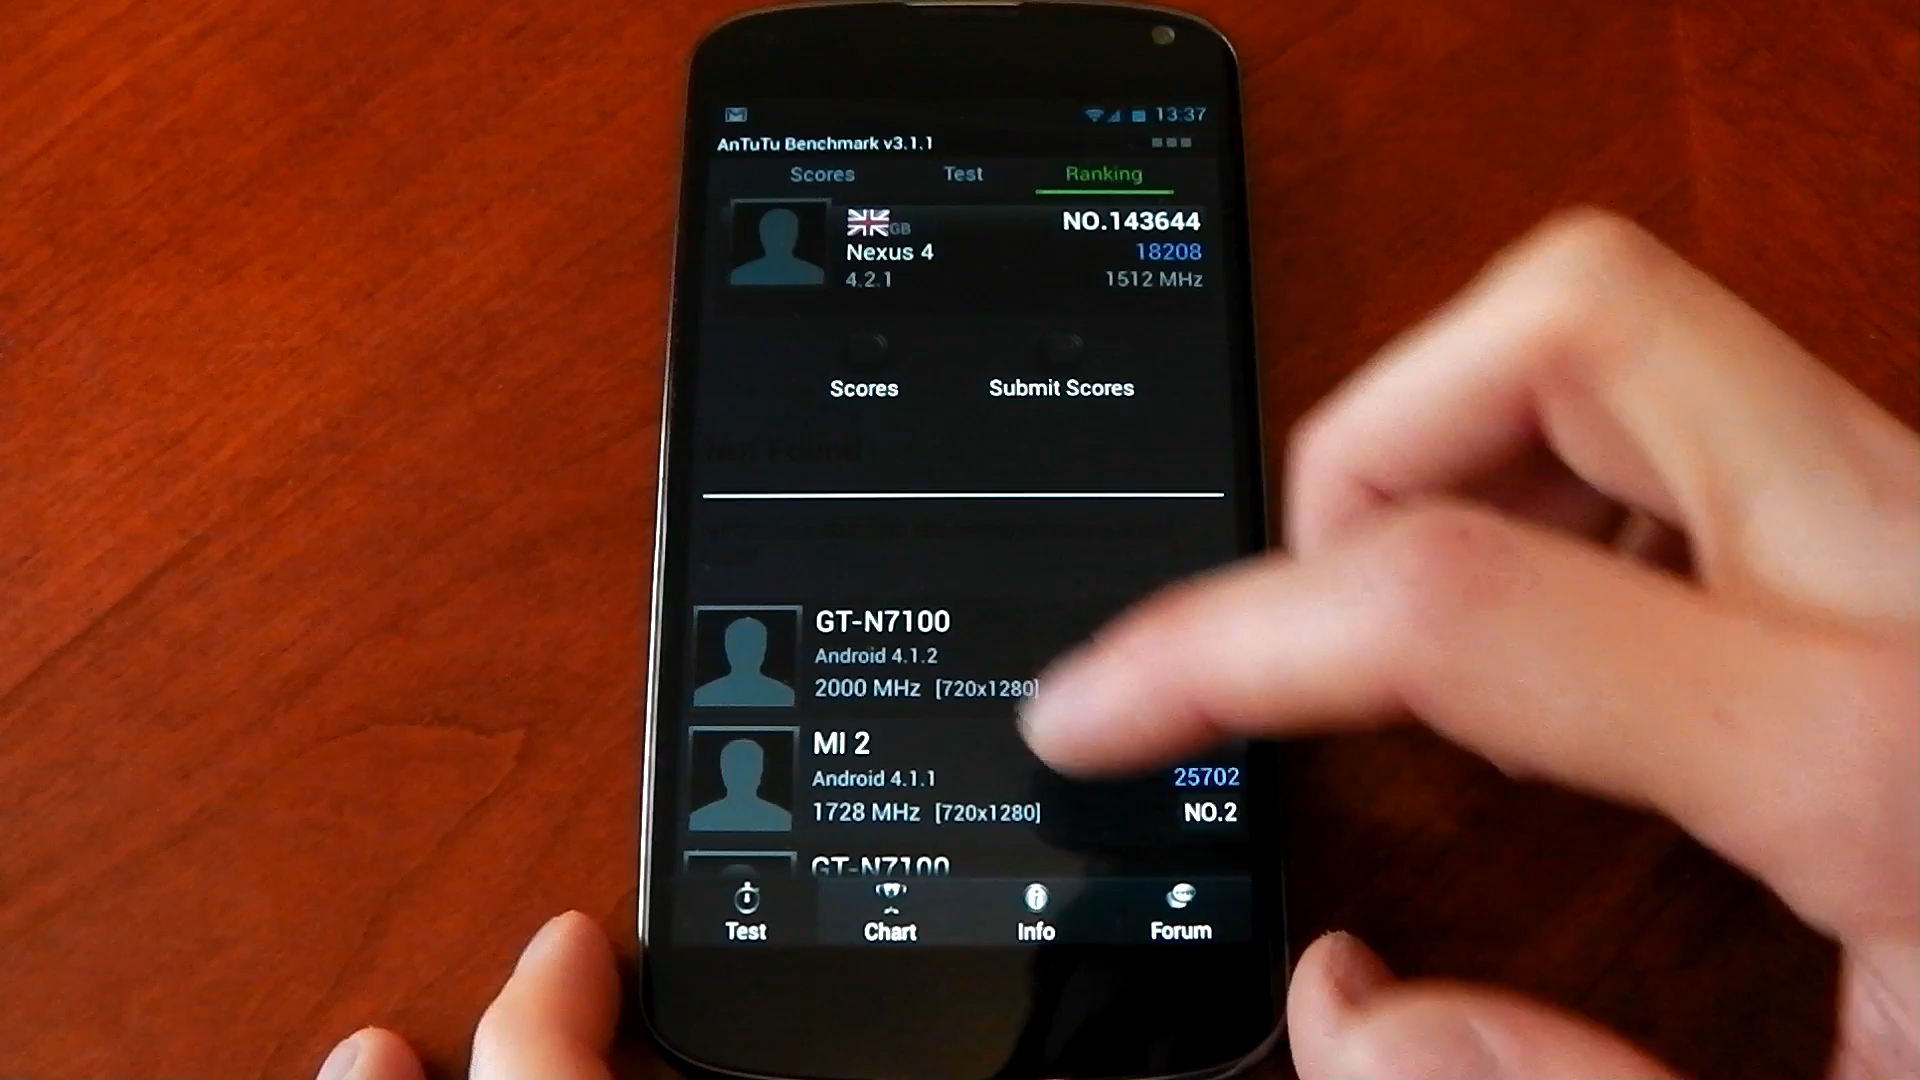 13:37
AnTuTu Benchmark v3.1.1
Scores Test Ranking
GB NO.143644
Nexus 4 18208
4.2.1 1512 MHz
Scores Submit Scores
Not Found
GT-N7100
Android 4.1.2
2000 MHz [720x1280]
MI 2
Android 4.1.1 25702
1728 MHz [720x1280] NO.2
GT-N7100
Test Chart Info Forum